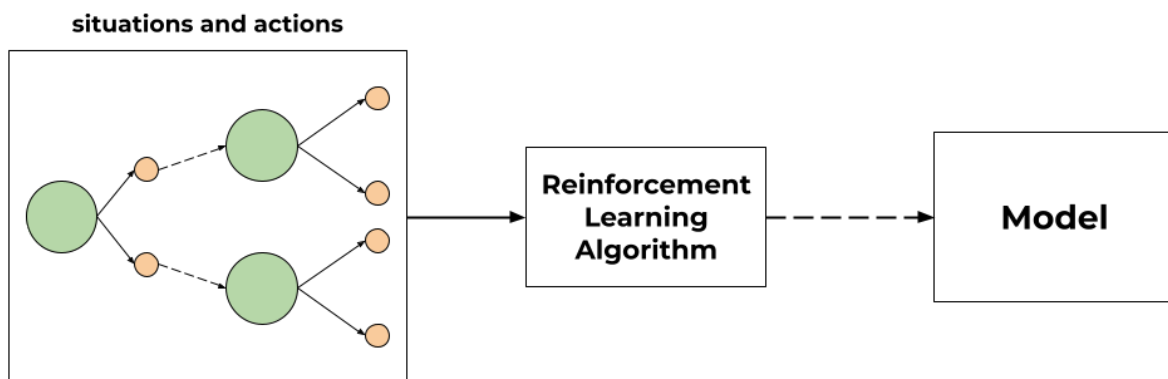 situations and actions
Reinforcement
Learning
Algorithm
Model